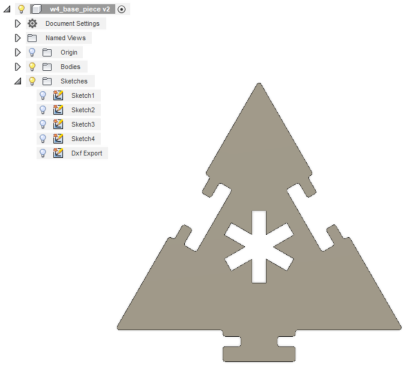 w4_base_piece v2
Document Settings
Named Views
Origin
Bodies
Sketches
Sketch1
Sketch2
Sketch3
Sketch4
Dxf Export